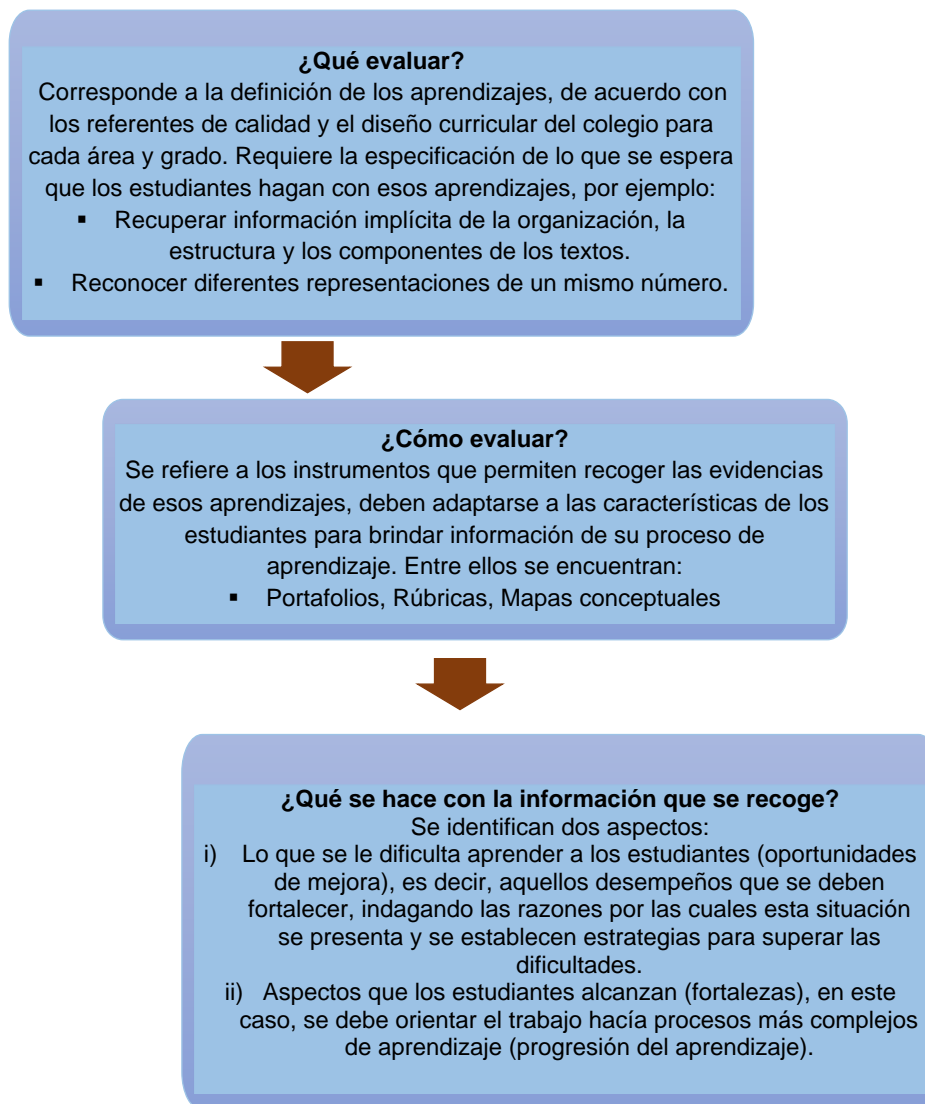 ¿Qué evaluar?
Corresponde a la definición de los aprendizajes, de acuerdo con
los referentes de calidad y el diseño curricular del colegio para
cada área y grado. Requiere la especificación de lo que se espera
que los estudiantes hagan con esos aprendizajes, por ejemplo:
▪ Recuperar información implícita de la organización, la
estructura y los componentes de los textos.
▪ Reconocer diferentes representaciones de un mismo número.
¿Cómo evaluar?
Se refiere a los instrumentos que permiten recoger las evidencias
de esos aprendizajes, deben adaptarse a las características de los
estudiantes para brindar información de su proceso de
aprendizaje. Entre ellos se encuentran:
▪ Portafolios, Rúbricas, Mapas conceptuales
¿Qué se hace con la información que se recoge?
Se identifican dos aspectos:
i) Lo que se le dificulta aprender a los estudiantes (oportunidades
de mejora), es decir, aquellos desempeños que se deben
fortalecer, indagando las razones por las cuales esta situación
se presenta y se establecen estrategias para superar las
dificultades.
ii) Aspectos que los estudiantes alcanzan (fortalezas), en este
caso, se debe orientar el trabajo hacía procesos más complejos
de aprendizaje (progresión del aprendizaje).